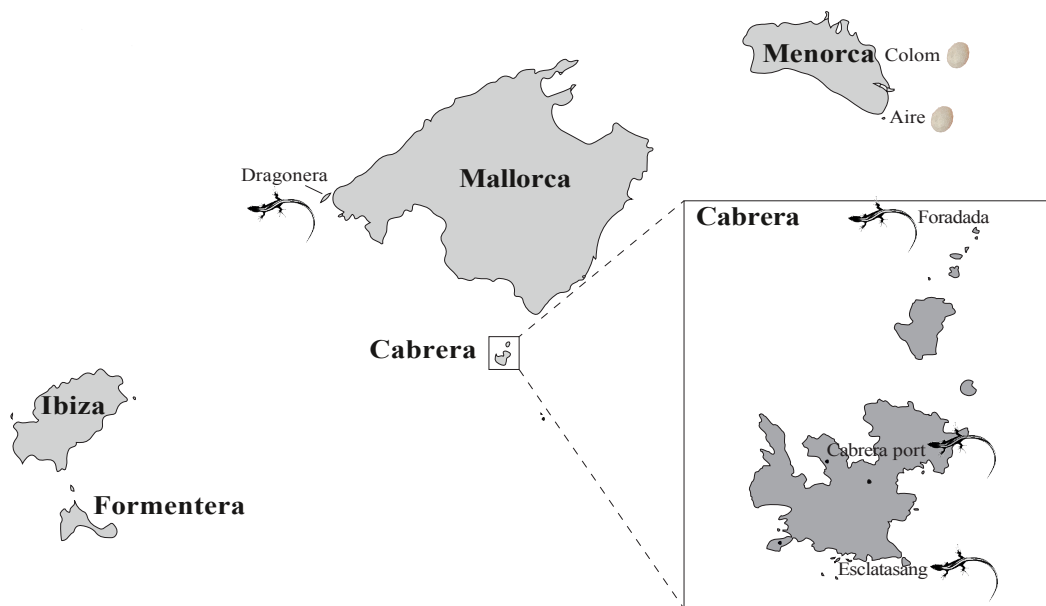 Menorca
Colom
Aire
Dragonera
Mallorca
Cabrera
Foradada
Cabrera
Ibiza
Cabrera port
Formentera
Esclatasang